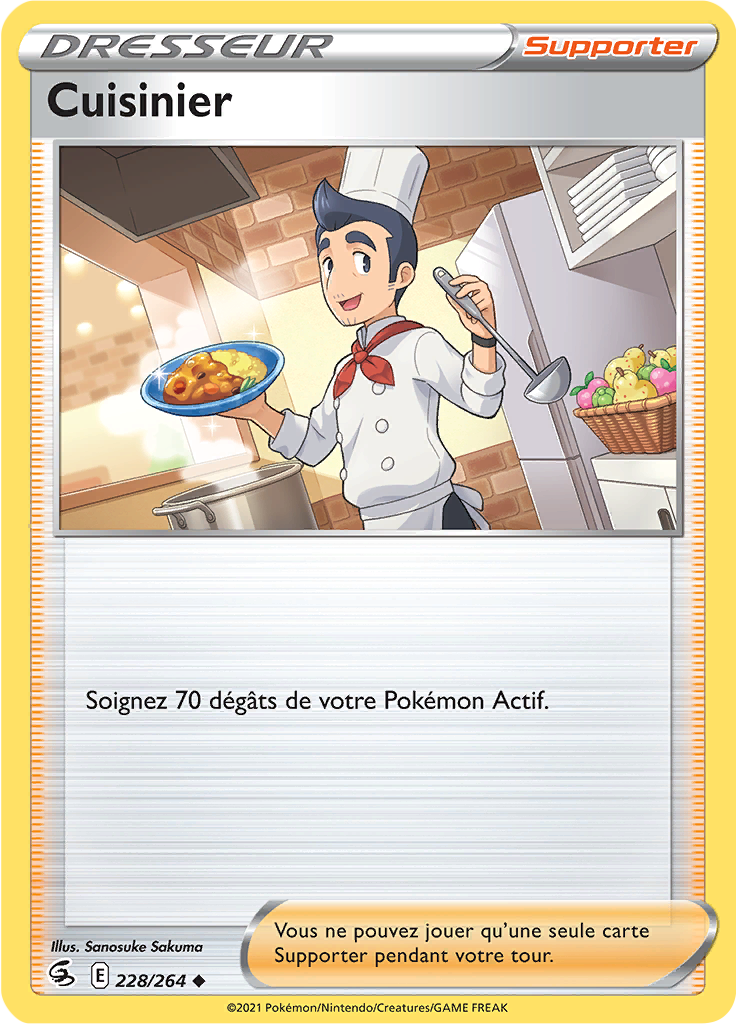 DRESSEUR
Supporter
Cuisinier
Soignez 70 dégâts de votre Pokémon Actif.
Illus. Sanosuke Sakuma
Vous ne pouvez jouer qu'une seule carte
Supporter pendant votre tour.
E 228/264
©2021 Pokémon/Nintendo/Creatures/GAME FREAK